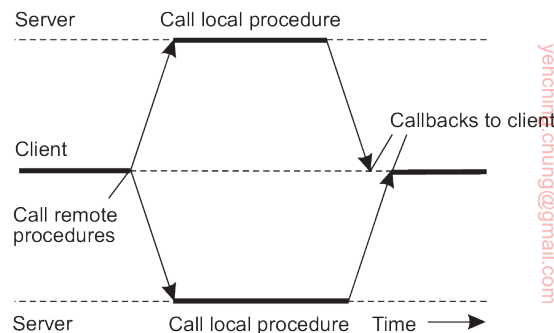 Server
Call local procedure
Callbacks to client
Client
Call remote
procedures
Server
Call local procedure
Time
yenching.chung@gmail.com